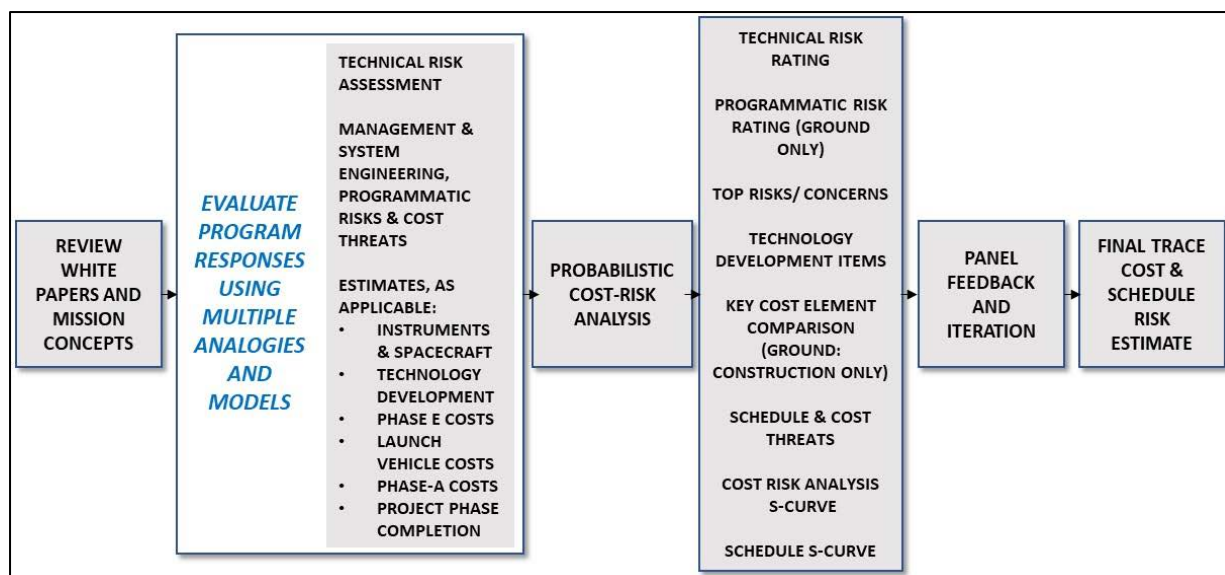 REVIEW
WHITE
PAPERS AND
MISSION
CONCEPTS
EVALUATE
PROGRAM
RESPONSES
USING
MULTIPLE
ANALOGIES
AND
MODELS
TECHNICAL RISK
ASSESSMENT
MANAGEMENT &
SYSTEM
ENGINEERING,
PROGRAMMATIC
RISKS & COST
THREATS
ESTIMATES, AS
APPLICABLE:
• INSTRUMENTS
& SPACECRAFT
• TECHNOLOGY
DEVELOPMENT
• PHASE E COSTS
• LAUNCH
VEHICLE COSTS
• PHASE-A COSTS
• PROJECT PHASE
COMPLETION
PROBABILISTIC
COST-RISK
ANALYSIS
TECHNICAL RISK
RATING
PROGRAMMATIC RISK
RATING (GROUND
ONLY)
TOP RISKS/ CONCERNS
TECHNOLOGY
DEVELOPMENT ITEMS
KEY COST ELEMENT
COMPARISON
(GROUND:
CONSTRUCTION ONLY)
SCHEDULE & COST
THREATS
COST RISK ANALYSIS
S-CURVE
SCHEDULE S-CURVE
PANEL
FEEDBACK
AND
ITERATION
FINAL TRACE
COST &
SCHEDULE
RISK
ESTIMATE